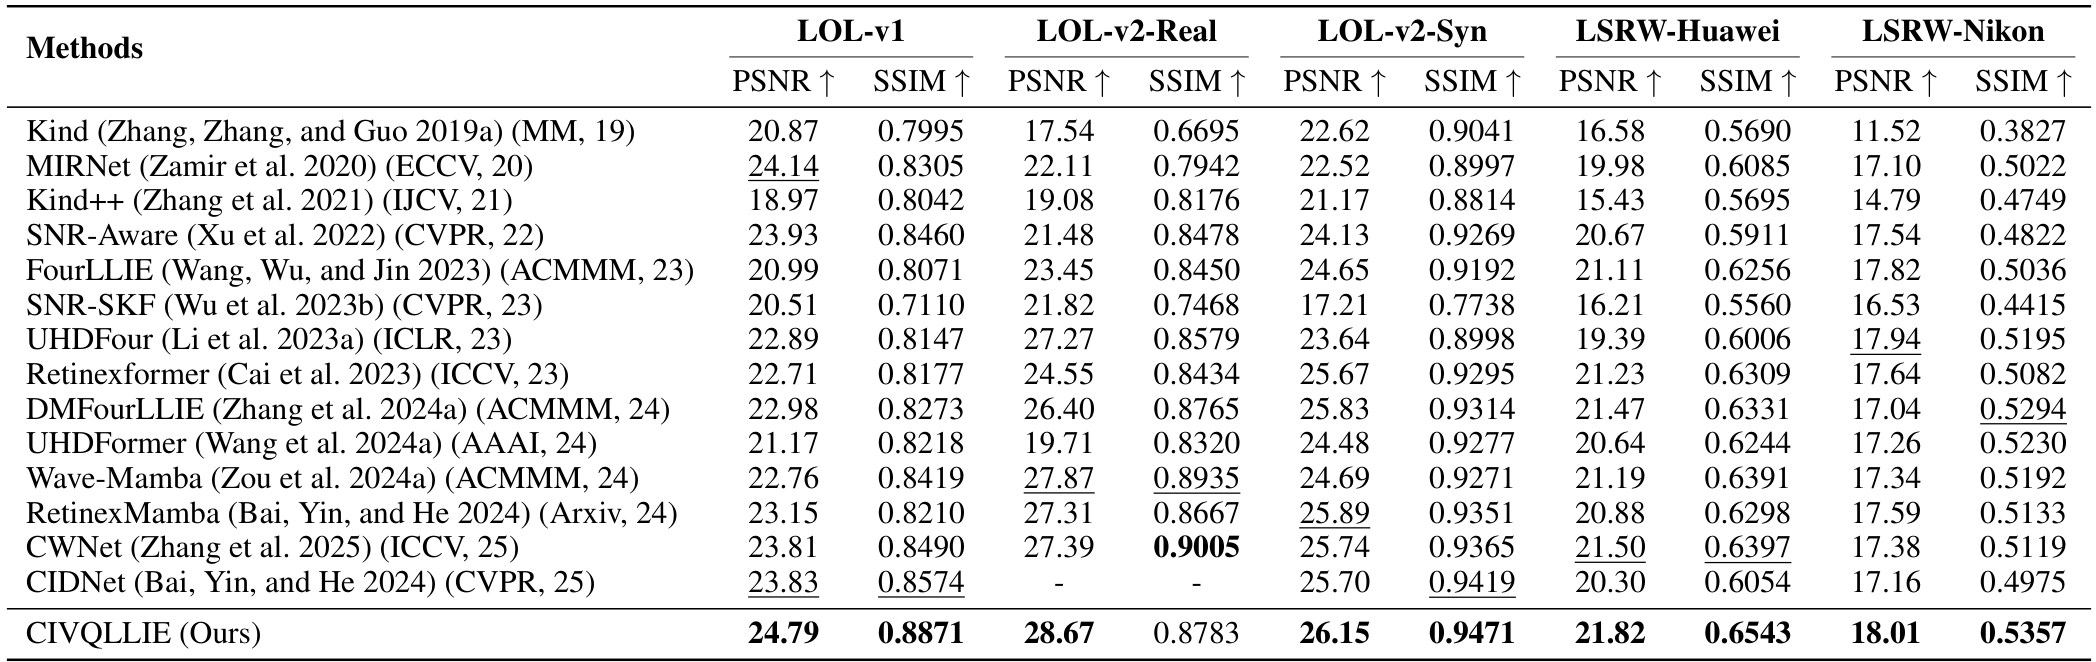 Methods LOL-v1 LOL-v2-Real LOL-v2-Syn LSRW-Huawei LSRW-Nikon
PSNR ↑ SSIM ↑ PSNR ↑ SSIM ↑ PSNR ↑ SSIM ↑ PSNR ↑ SSIM ↑ PSNR ↑ SSIM ↑
Kind (Zhang, Zhang, and Guo 2019a) (MM, 19) 20.87 0.7995 17.54 0.6695 22.62 0.9041 16.58 0.5690 11.52 0.3827
MIRNet (Zamir et al. 2020) (ECCV, 20) 24.14 0.8305 22.11 0.7942 22.52 0.8997 19.98 0.6085 17.10 0.5022
Kind++ (Zhang et al. 2021) (IJCV, 21) 18.97 0.8042 19.08 0.8176 21.17 0.8814 15.43 0.5695 14.79 0.4749
SNR-Aware (Xu et al. 2022) (CVPR, 22) 23.93 0.8460 21.48 0.8478 24.13 0.9269 20.67 0.5911 17.54 0.4822
FourLLIE (Wang, Wu, and Jin 2023) (ACMMM, 23) 20.99 0.8071 23.45 0.8450 24.65 0.9192 21.11 0.6256 17.82 0.5036
SNR-SKF (Wu et al. 2023b) (CVPR, 23) 20.51 0.7110 21.82 0.7468 17.21 0.7738 16.21 0.5560 16.53 0.4415
UHDFour (Li et al. 2023a) (ICLR, 23) 22.89 0.8147 27.27 0.8579 23.64 0.8998 19.39 0.6006 17.94 0.5195
Retinexformer (Cai et al. 2023) (ICCV, 23) 22.71 0.8177 24.55 0.8434 25.67 0.9295 21.23 0.6309 17.64 0.5082
DMFourLLIE (Zhang et al. 2024a) (ACMMM, 24) 22.98 0.8273 26.40 0.8765 25.83 0.9314 21.47 0.6331 17.04 0.5294
UHDFormer (Wang et al. 2024a) (AAAI, 24) 21.17 0.8218 19.71 0.8320 24.48 0.9277 20.64 0.6244 17.26 0.5230
Wave-Mamba (Zou et al. 2024a) (ACMMM, 24) 22.76 0.8419 27.87 0.8935 24.69 0.9271 21.19 0.6391 17.34 0.5192
RetinexMamba (Bai, Yin, and He 2024) (Arxiv, 24) 23.15 0.8210 27.31 0.8667 25.89 0.9351 20.88 0.6298 17.59 0.5133
CWNet (Zhang et al. 2025) (ICCV, 25) 23.81 0.8490 27.39 0.9005 25.74 0.9365 21.50 0.6397 17.38 0.5119
CIDNet (Bai, Yin, and He 2024) (CVPR, 25) 23.83 0.8574 - - 25.70 0.9419 20.30 0.6054 17.16 0.4975
CIVQLLIE (Ours) 24.79 0.8871 28.67 0.8783 26.15 0.9471 21.82 0.6543 18.01 0.5357